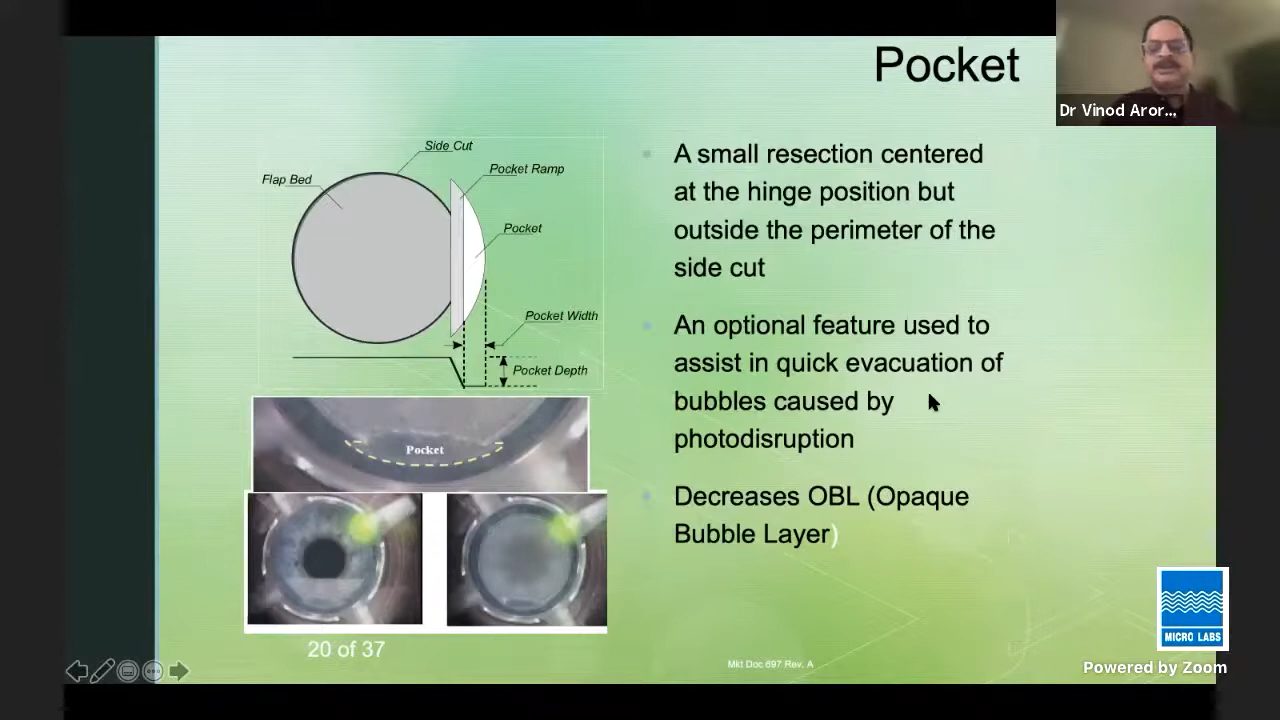 Pocket
Dr Vinod Aror...
Side Cut
Pocket Ramp
Flap Bed
Pocket
Pocket Width
Pocket Depth
Pocket
A small resection centered
at the hinge position but
outside the perimeter of the
side cut
An optional feature used to
assist in quick evacuation of
bubbles caused by
photodisruption
Decreases OBL (Opaque
Bubble Layer)
20 of 37
Mkt Doc 697 Rev. A
MICRO LABS
Powered by Zoom